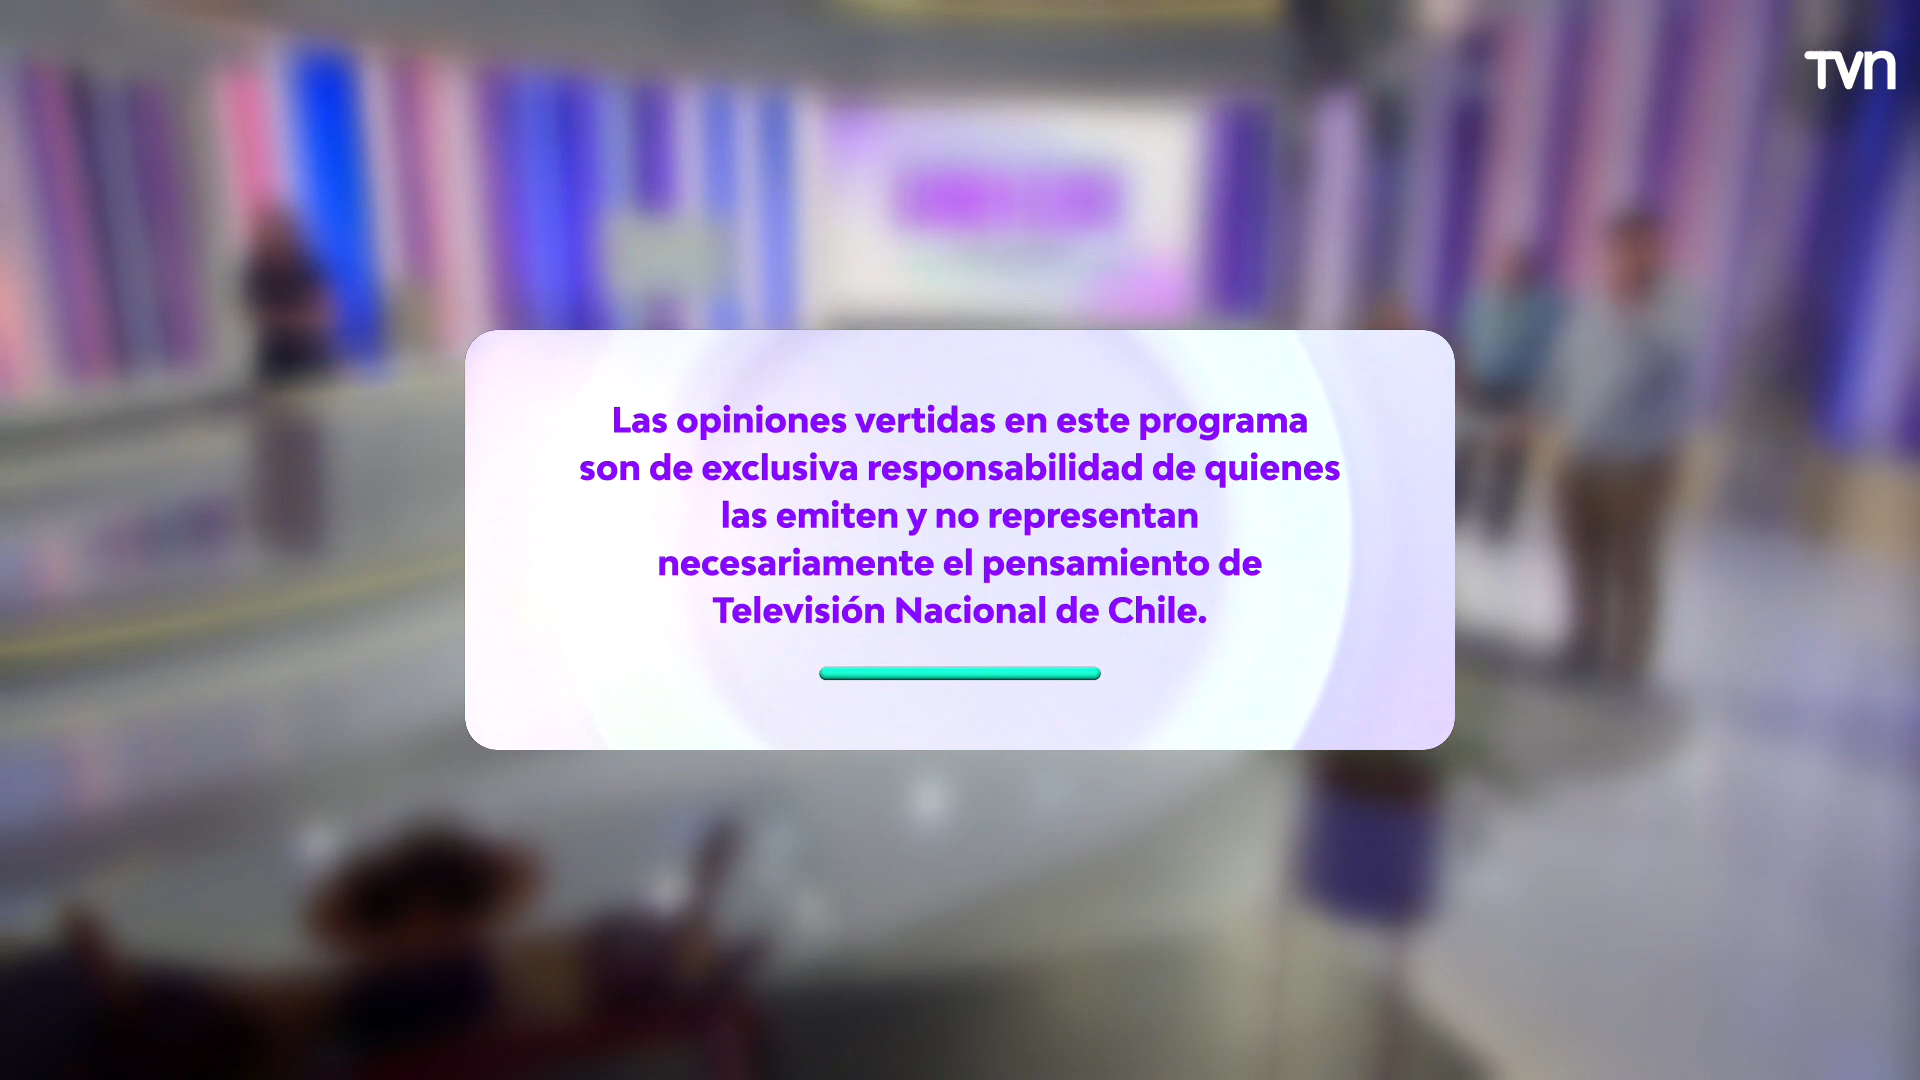 TVN
Las opiniones vertidas en este programa
son de exclusiva responsabilidad de quienes
las emiten y no representan
necesariamente el pensamiento de
Televisión Nacional de Chile.